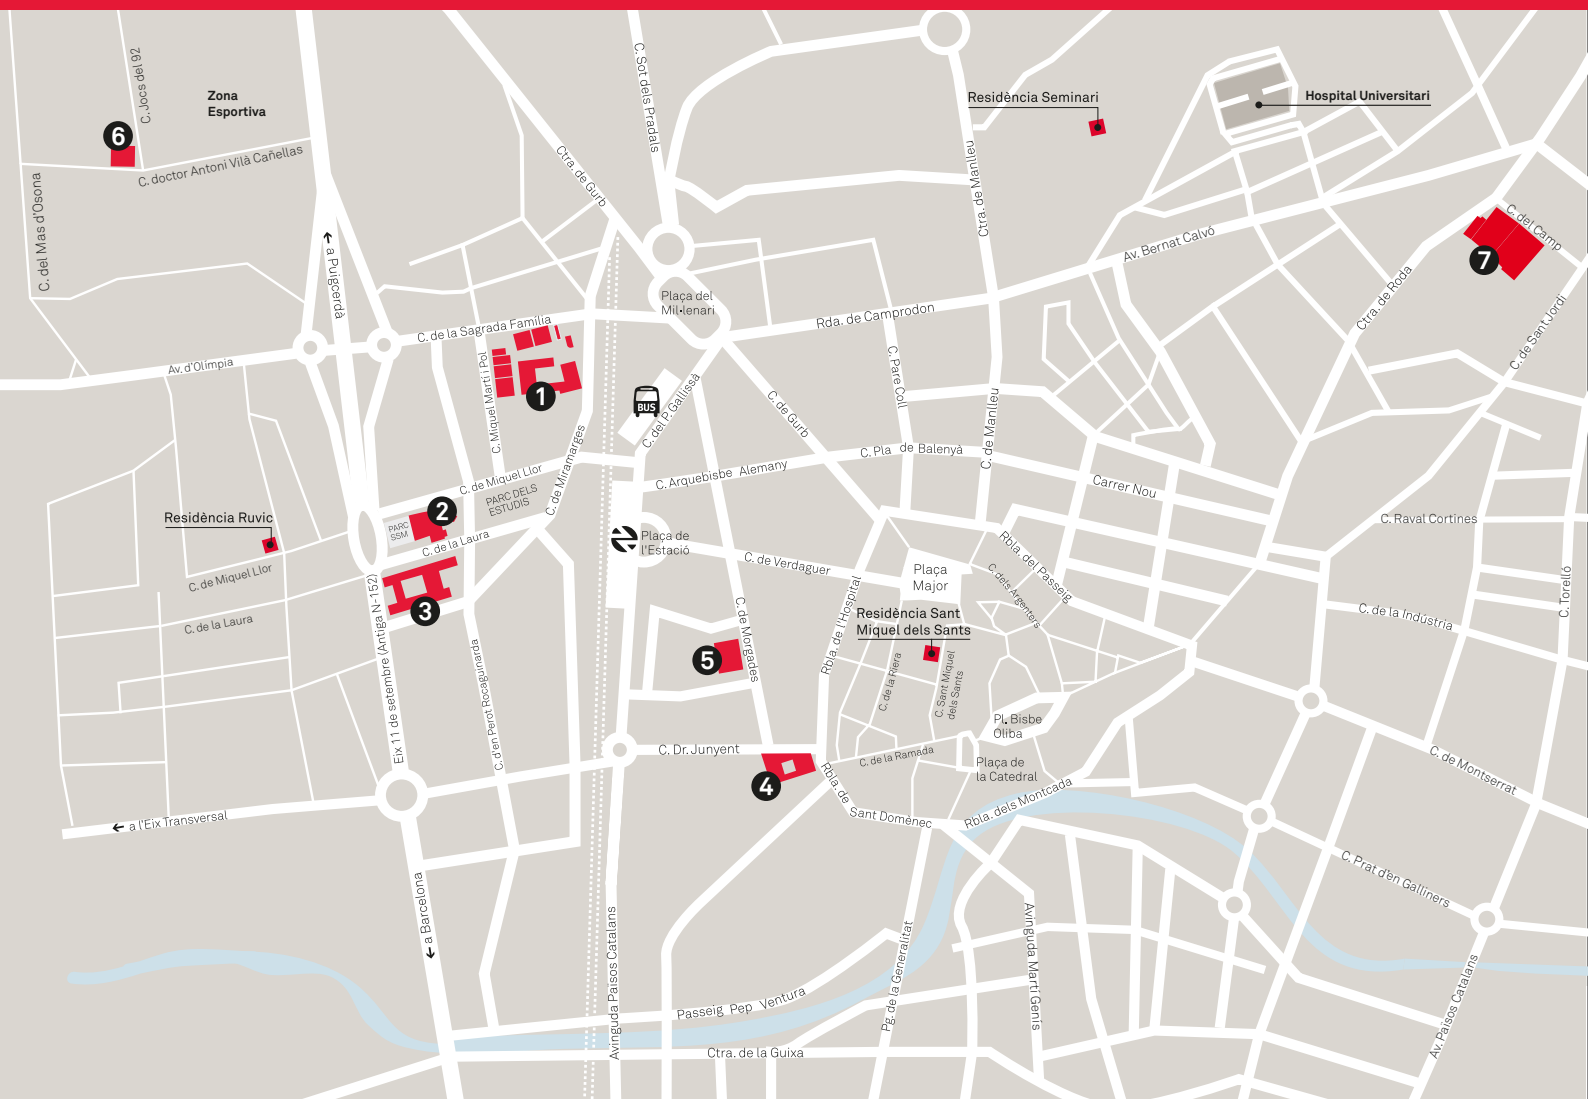 Zona
Esportiva
C. Jocs del 92
6
C. doctor Antoni Vilà Cañellas
C. del Mas d'Osona
a Puigcerdà
Av. d'Olímpia
C. Sot dels Pradals
Ctra. de Gurb
Residència Seminari
Ctra. de Manlleu
Hospital Universitari
Av. Bernat Calvó
C. del Camp
7
Ctra. de Roda
C. de Sant Jordi
Plaça del
Mil·lenari
Rda. de Camprodon
C. de la Sagrada Família
C. Miquel Martí i Pol
1
BUS
C. del P. Gallissà
C. de Gurb
C. Pare Coll
C. de Manlleu
C. Pla de Balenyà
C. Arquebisbe Alemany
Carrer Nou
C. de Miquel Llor
C. de Miramarges
PARC DELS
ESTUDIS
2
PARC
SSM
C. de la Laura
Residència Ruvic
C. de Miquel Llor
C. de la Laura
3
Plaça de
l'Estació
C. de Verdaguer
Plaça
Major
Rbla. del Passeig
C. dels Argenters
C. Raval Cortines
C. de la Indústria
C. Torelló
Residència Sant
Miquel dels Sants
Rbla. de l'Hospital
C. de la Riera
C. Sant Miquel
dels Sants
C. de Morgades
5
Eix 11 de setembre (Antiga N-152)
C. d'en Perot Rocaguinarda
Pl. Bisbe
Oliba
C. Dr. Junyent
C. de la Ramada
Plaça de
la Catedral
4
Rbla. de Sant Domènec
Rbla. dels Montcada
C. de Montserrat
C. Prat d'en Galliners
a l'Eix Transversal
a Barcelona
Avinguda Països Catalans
Passeig Pep Ventura
Pg. de la Generalitat
Avinguda Martí Genís
Ctra. de la Guixa
Av. Països Catalans